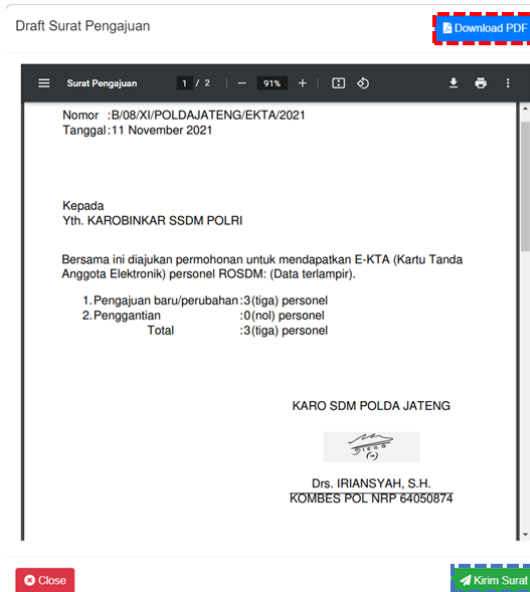 Draft Surat Pengajuan
Download PDF
Surat Pengajuan 1 / 2 91%
Nomor :B/08/XI/POLDAJATENG/EKTA/2021
Tanggal:11 November 2021
Kepada
Yth. KAROBINKAR SSDM POLRI
Bersama ini diajukan permohonan untuk mendapatkan E-KTA (Kartu Tanda
Anggota Elektronik) personel ROSDM: (Data terlampir).
1.Pengajuan baru/perubahan:3(tiga) personel
2.Penggantian :0(nol) personel
Total :3(tiga) personel
KARO SDM POLDA JATENG
DIEGO
(-)
Drs. IRIANSYAH, S.H.
KOMBES POL NRP 64050874
Close
Kirim Surat